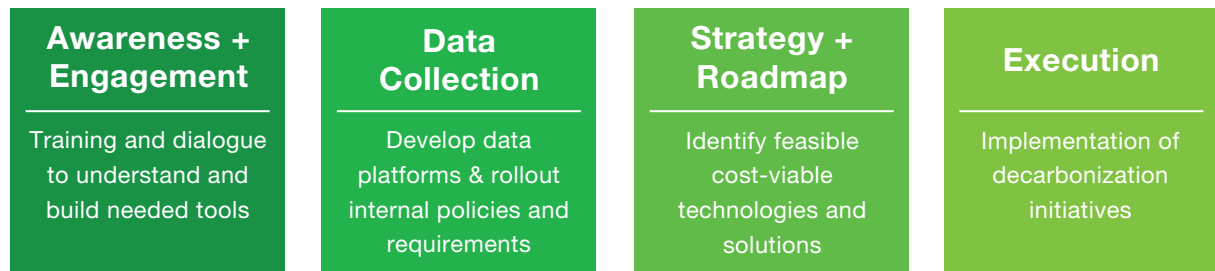 Awareness +
Engagement
Training and dialogue
to understand and
build needed tools
Data
Collection
Develop data
platforms & rollout
internal policies and
requirements
Strategy +
Roadmap
Identify feasible
cost-viable
technologies and
solutions
Execution
Implementation of
decarbonization
initiatives